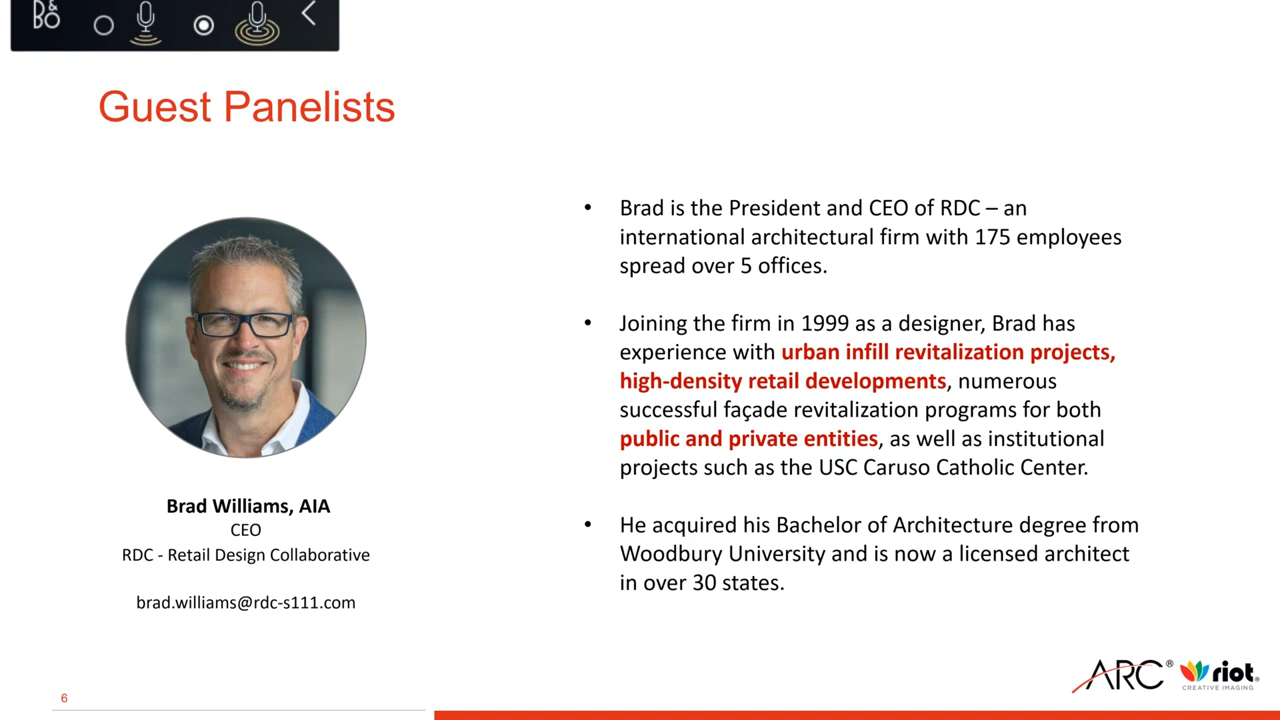 B&O
Guest Panelists
• Brad is the President and CEO of RDC – an
international architectural firm with 175 employees
spread over 5 offices.
• Joining the firm in 1999 as a designer, Brad has
experience with urban infill revitalization projects,
high-density retail developments, numerous
successful façade revitalization programs for both
public and private entities, as well as institutional
projects such as the USC Caruso Catholic Center.
• He acquired his Bachelor of Architecture degree from
Woodbury University and is now a licensed architect
in over 30 states.
Brad Williams, AIA
CEO
RDC - Retail Design Collaborative
brad.williams@rdc-s111.com
ARC® riot®
CREATIVE IMAGING
6